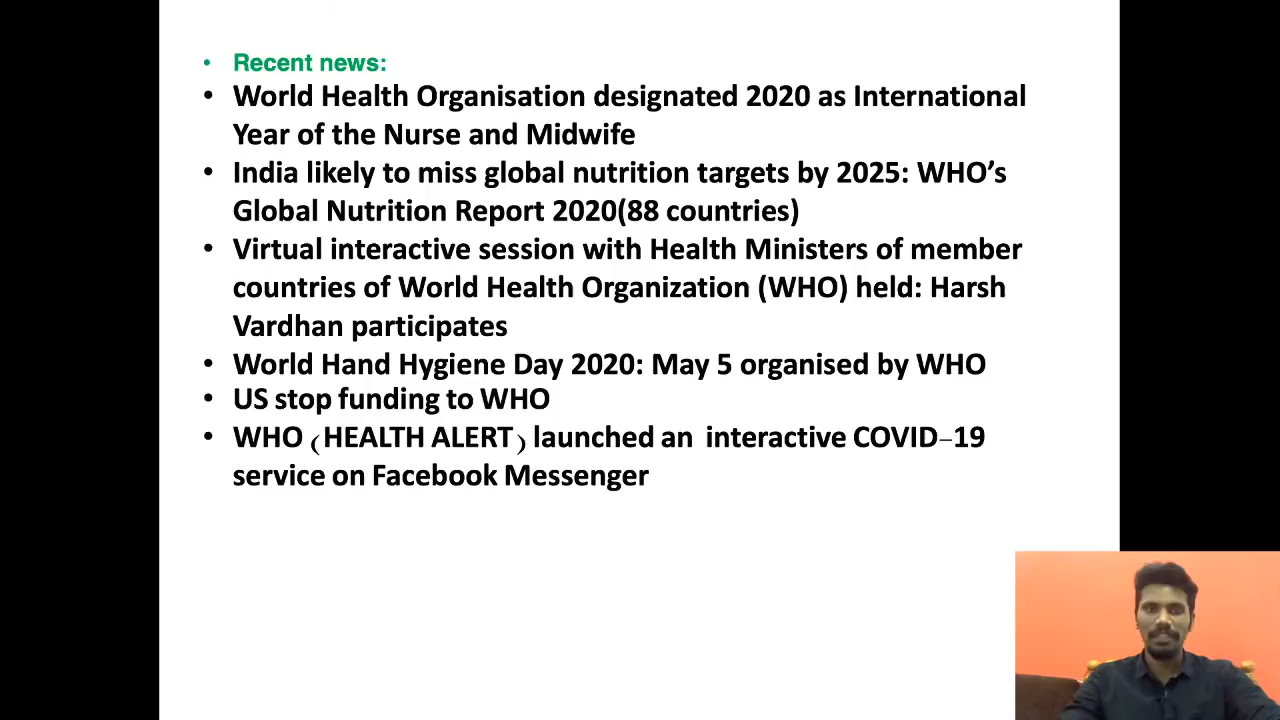 • Recent news:
• World Health Organisation designated 2020 as International
Year of the Nurse and Midwife
• India likely to miss global nutrition targets by 2025: WHO’s
Global Nutrition Report 2020(88 countries)
• Virtual interactive session with Health Ministers of member
countries of World Health Organization (WHO) held: Harsh
Vardhan participates
• World Hand Hygiene Day 2020: May 5 organised by WHO
• US stop funding to WHO
• WHO (HEALTH ALERT) launched an interactive COVID–19
service on Facebook Messenger